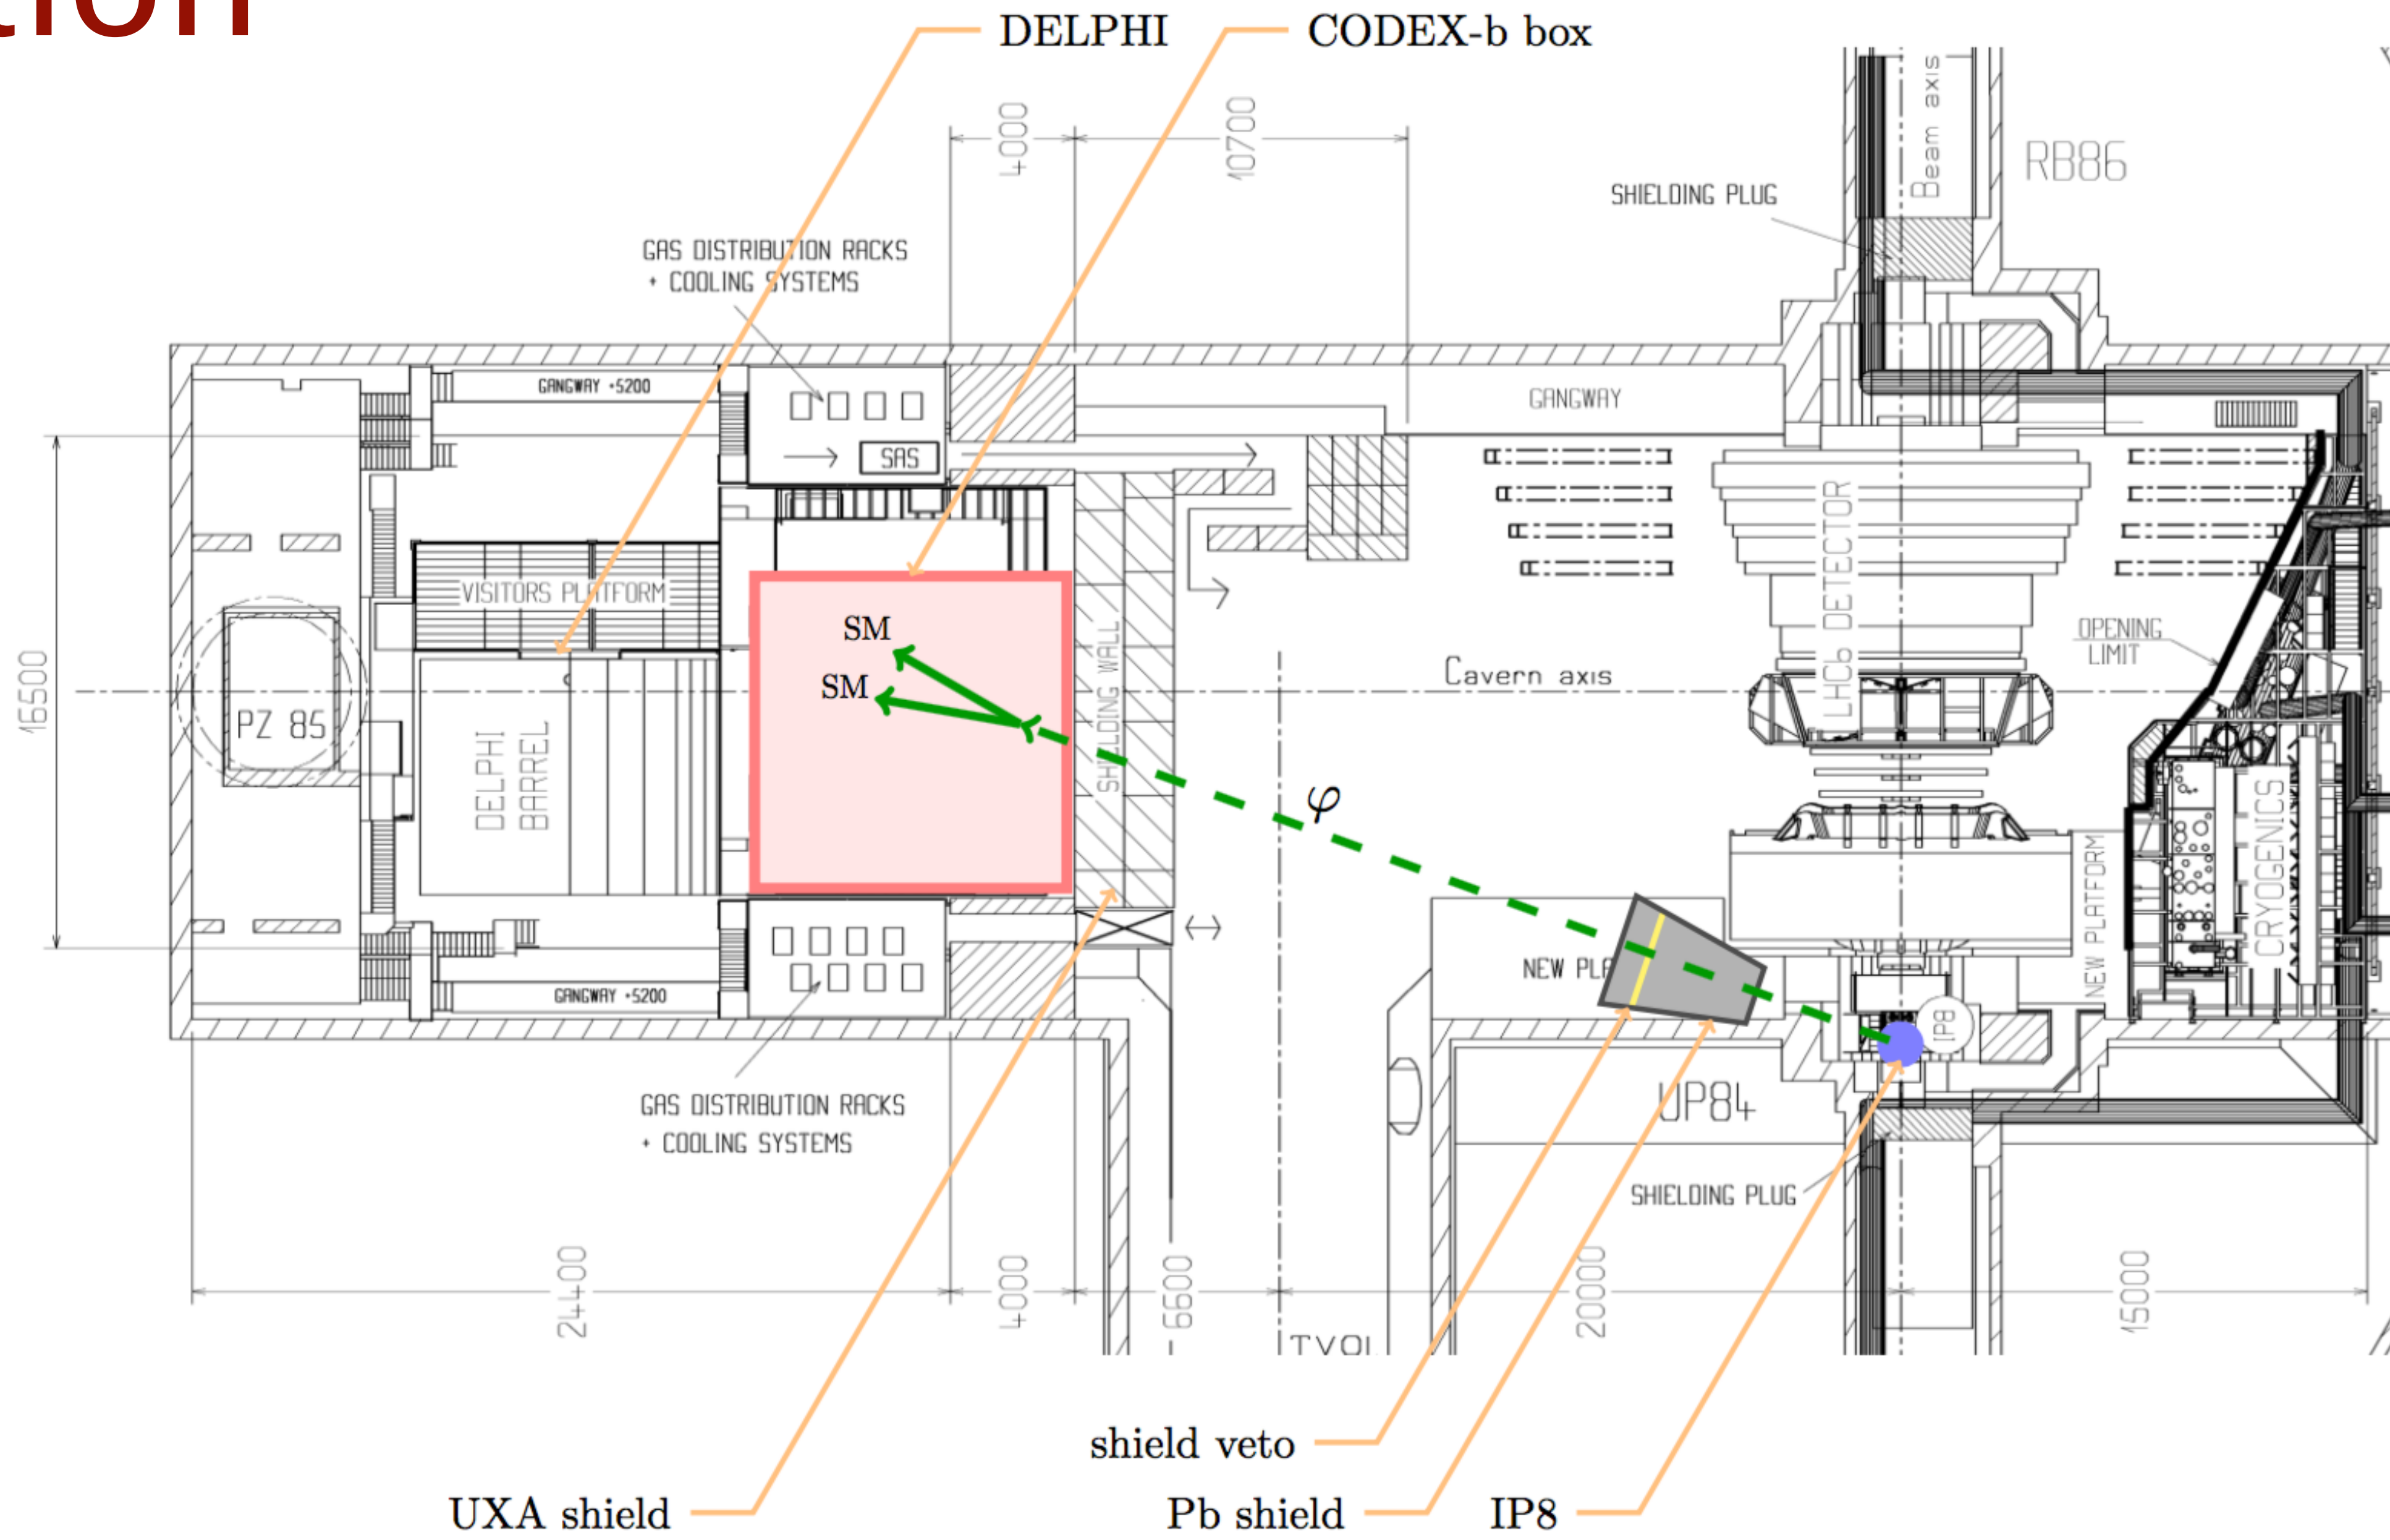 tion
DELPHI
CODEX-b box
4000
10700
Beam axis
RB86
SHIELDING PLUG
GAS DISTRIBUTION RACKS
+ COOLING SYSTEMS
GANGWAY +5200
GANGWAY
SAS
VISITORS PLATFORM
SM
SM
SHIELDING WALL
LHCb DETECTOR
OPENING
LIMIT
Cavern axis
16500
PZ 85
DELPHI
BARREL
φ
CRYOGENICS
NEW PLATFORM
NEW PLA
IP8
GANGWAY +5200
GAS DISTRIBUTION RACKS
+ COOLING SYSTEMS
UP84
SHIELDING PLUG
24400
4000
6600
20000
15000
shield veto
UXA shield
Pb shield
IP8